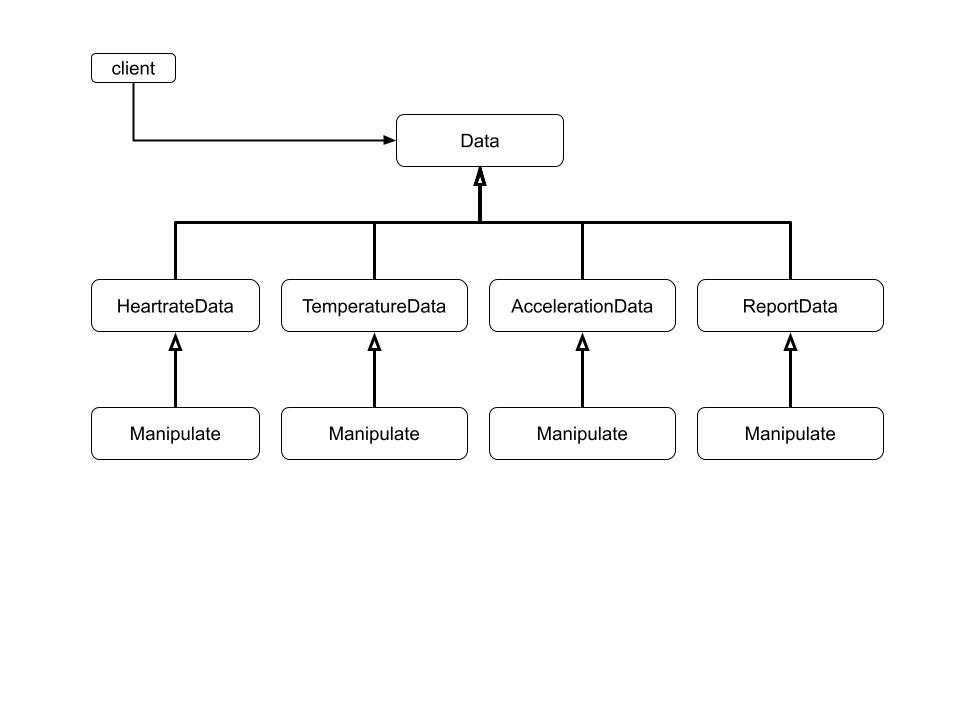 client
Data
HeartrateData
TemperatureData
AccelerationData
ReportData
Manipulate
Manipulate
Manipulate
Manipulate